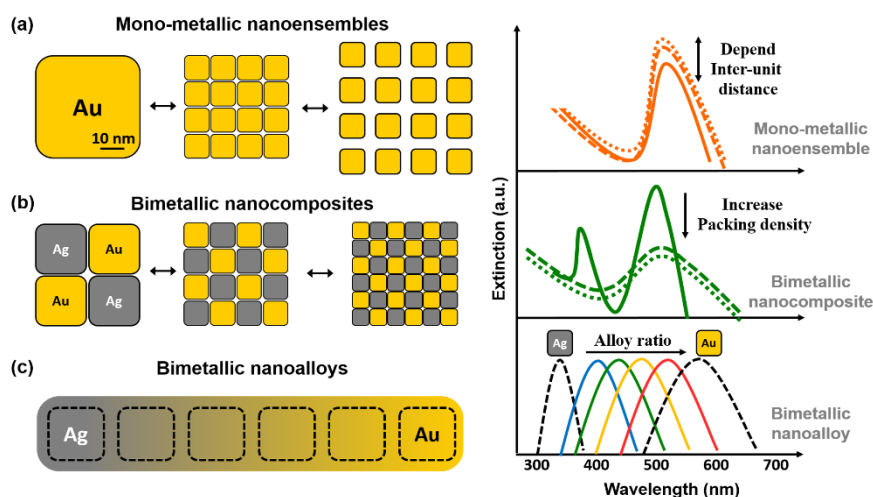 (a)
Mono-metallic nanoensembles
Au
10 nm
(b)
Bimetallic nanocomposites
Ag
Au
Au
Ag
(c)
Bimetallic nanoalloys
Ag
Au
Extinction (a.u.)
Depend
Inter-unit
distance
Mono-metallic
nanoensemble
Increase
Packing density
Bimetallic
nanocomposite
Ag
Alloy ratio
Au
Bimetallic
nanoalloy
300
400
500
600
700
Wavelength (nm)